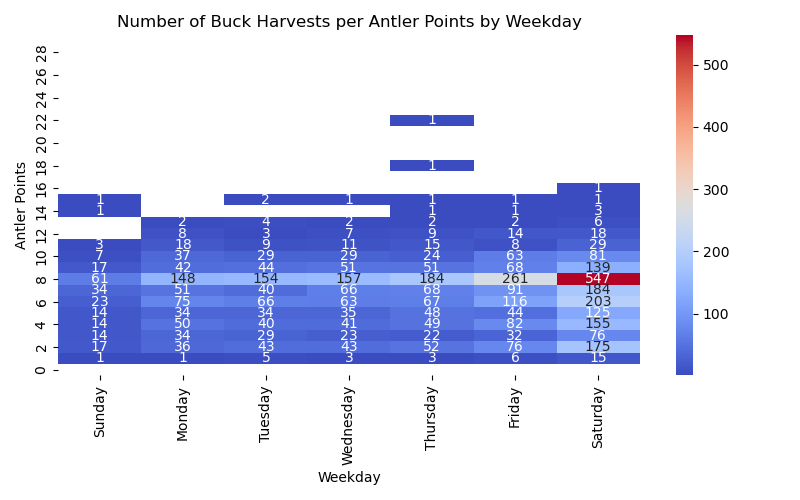 Number of Buck Harvests per Antler Points by Weekday
28
26
24
22 1
20
18 1
16 1
1 2 1 1 1 1
14 1 1 1 3
2 4 2 2 2 6
12 8 3 7 9 14 18
3 18 9 11 15 8 29
10 7 37 29 29 24 63 81
17 42 44 51 51 68 139
8 61 148 154 157 184 261 547
34 51 40 66 68 91 184
6 23 75 66 63 67 116 203
14 34 34 35 48 44 125
4 14 50 40 41 49 82 155
14 34 29 23 22 32 76
2 17 36 43 43 52 76 175
1 1 5 3 3 6 15
0
Antler Points
Sunday Monday Tuesday Wednesday Thursday Friday Saturday
Weekday
500
400
300
200
100